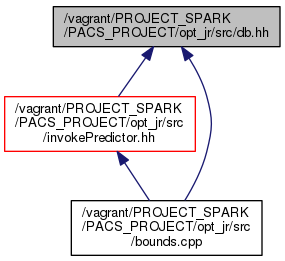 /vagrant/PROJECT_SPARK
/PACS_PROJECT/opt_jr/src/db.hh
/vagrant/PROJECT_SPARK
/PACS_PROJECT/opt_jr/src
/invokePredictor.hh
/vagrant/PROJECT_SPARK
/PACS_PROJECT/opt_jr/src
/bounds.cpp